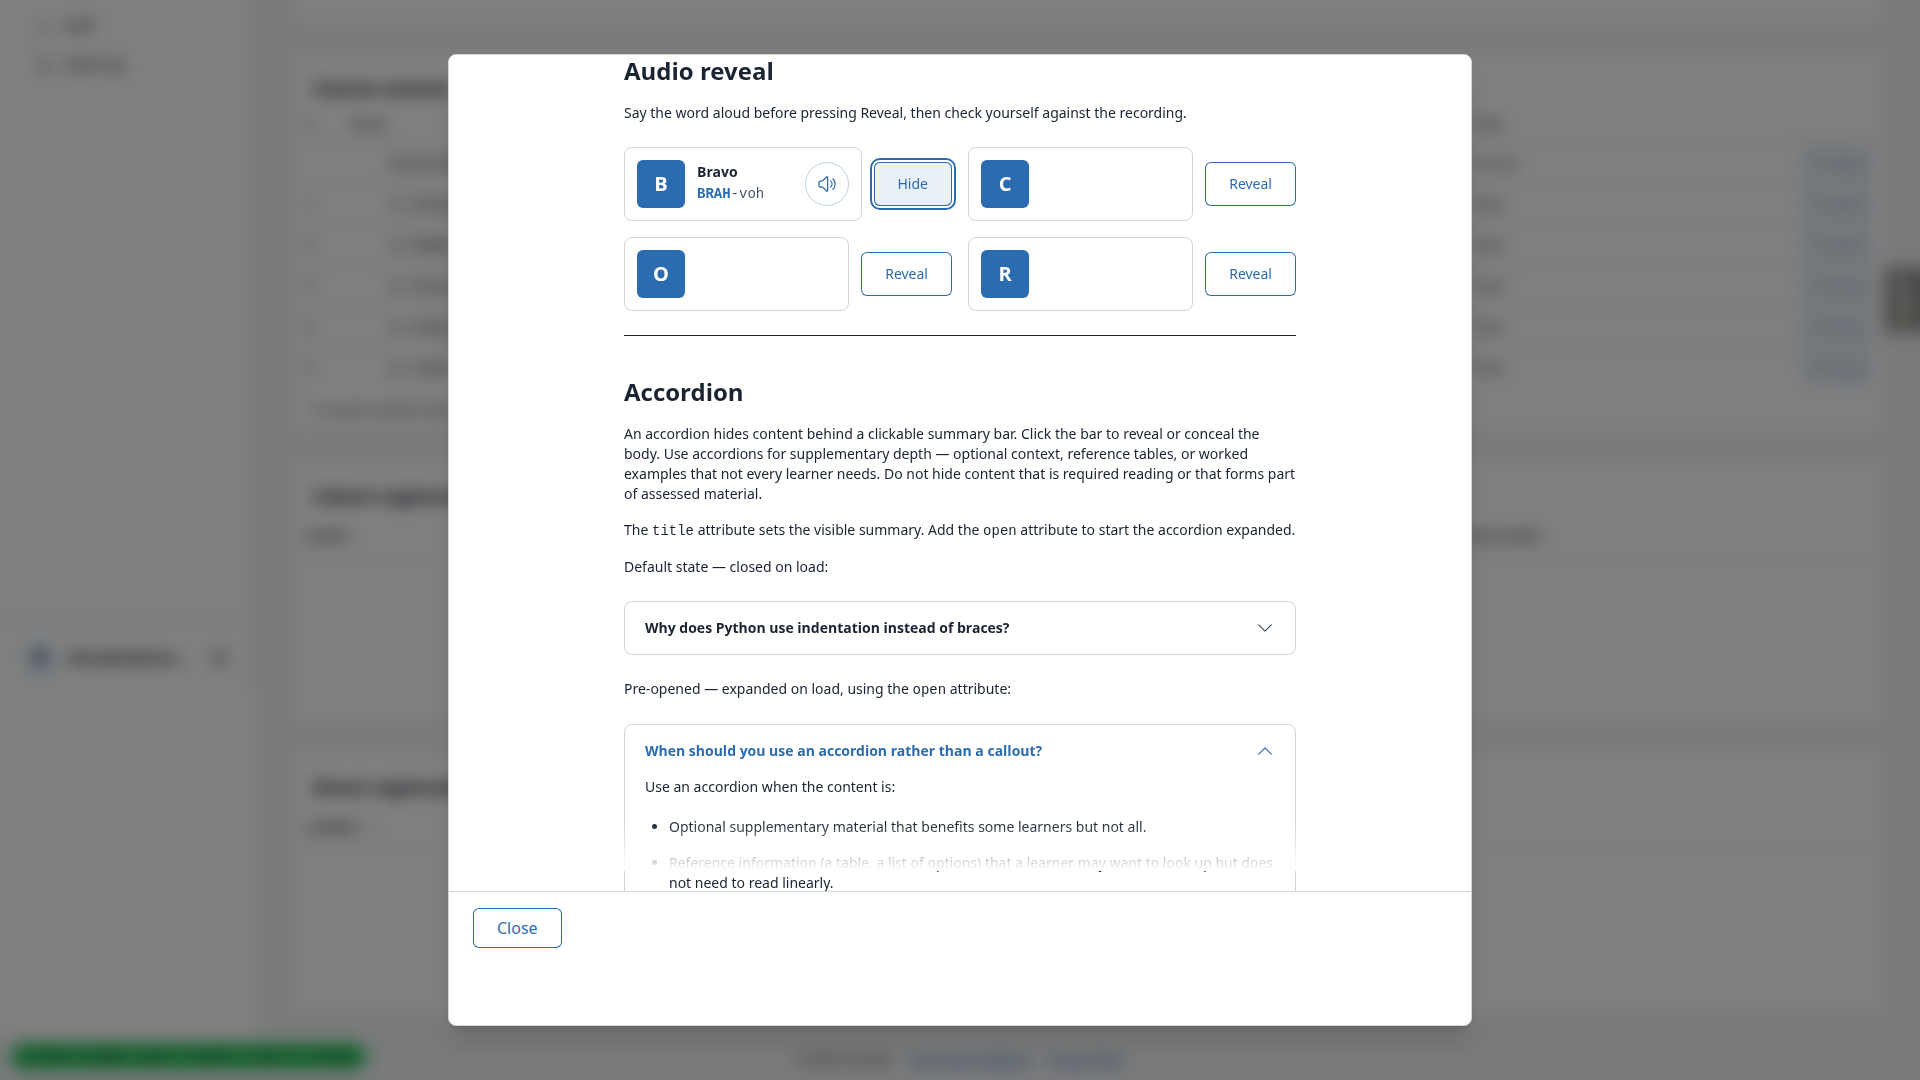 Audio reveal
Say the word aloud before pressing Reveal, then check yourself against the recording.
B Bravo BRAH-voh Hide C Reveal
O Reveal R Reveal
Accordion
An accordion hides content behind a clickable summary bar. Click the bar to reveal or conceal the
body. Use accordions for supplementary depth — optional context, reference tables, or worked
examples that not every learner needs. Do not hide content that is required reading or that forms part
of assessed material.
The title attribute sets the visible summary. Add the open attribute to start the accordion expanded.
Default state — closed on load:
Why does Python use indentation instead of braces?
Pre-opened — expanded on load, using the open attribute:
When should you use an accordion rather than a callout?
Use an accordion when the content is:
• Optional supplementary material that benefits some learners but not all.
• Reference information (a table, a list of options) that a learner may want to look up but does
not need to read linearly.
Close